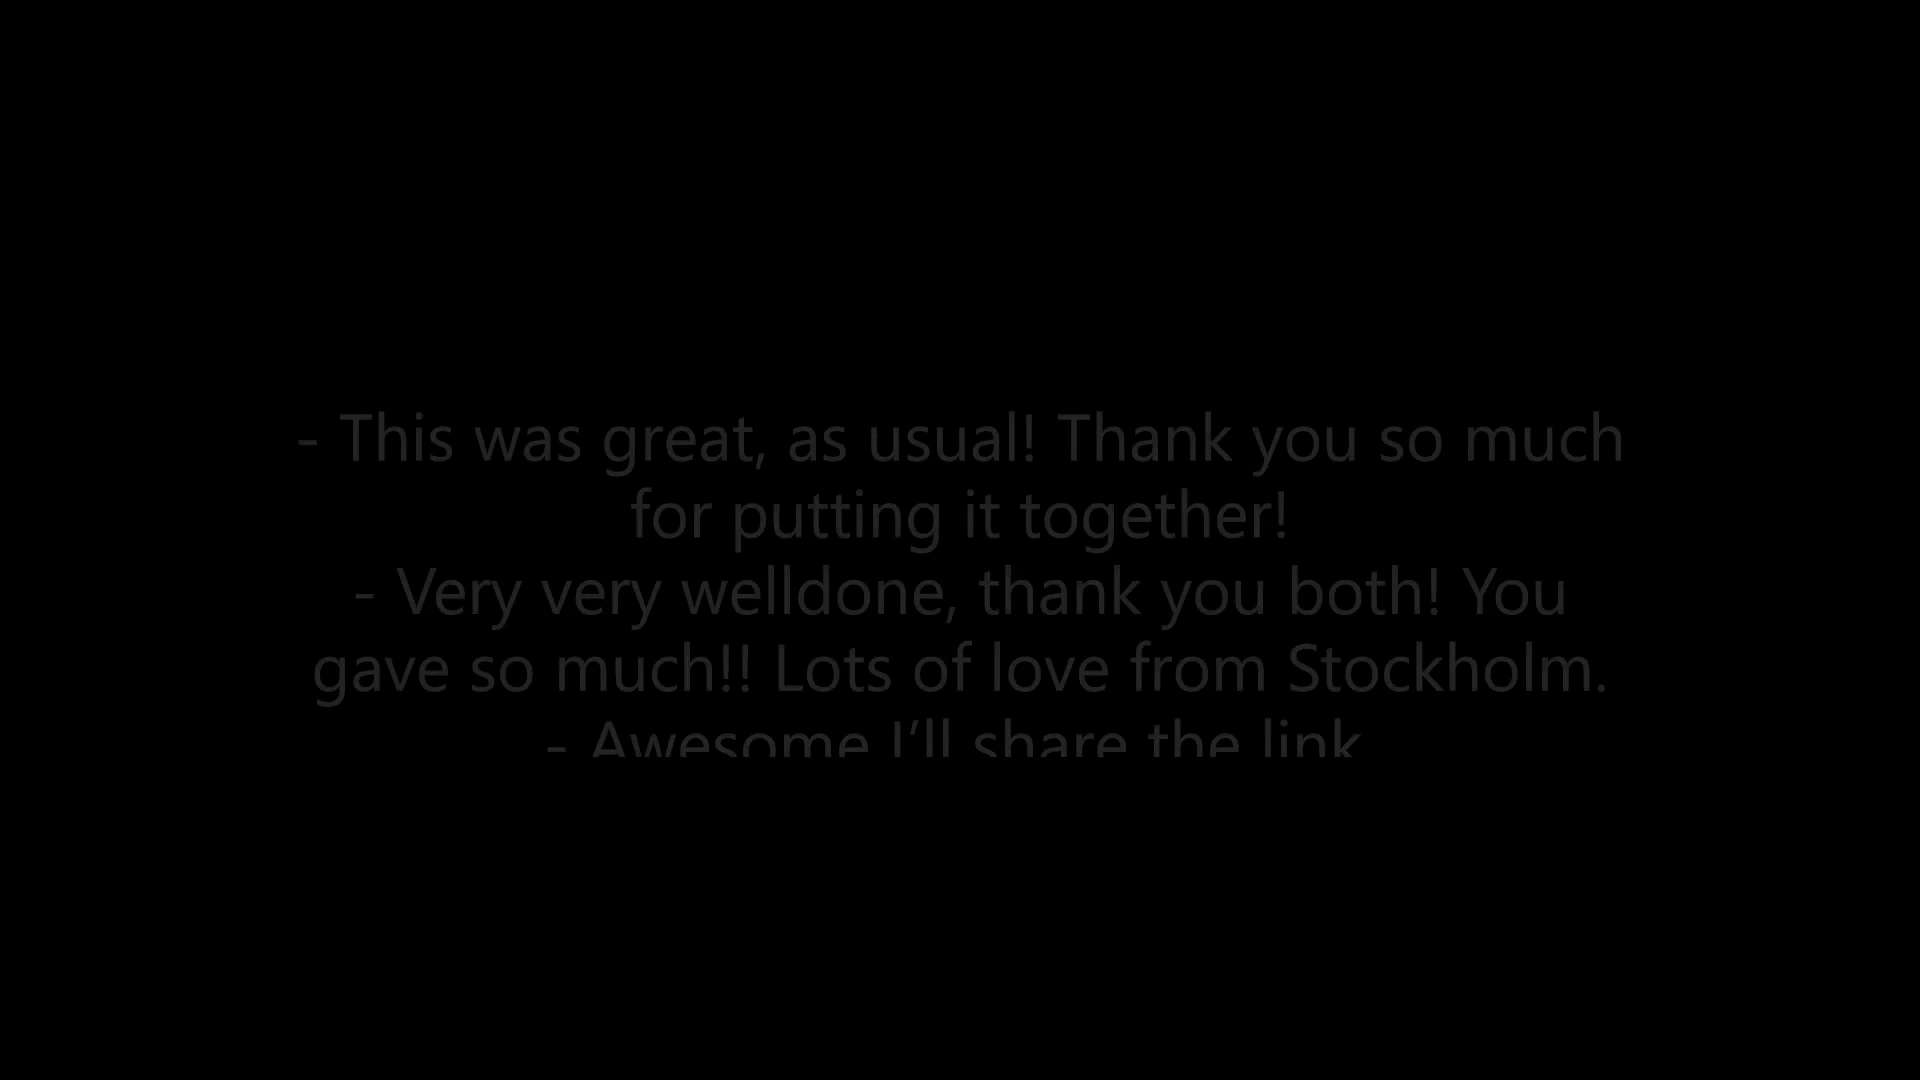 - This was great, as usual! Thank you so much
for putting it together!
- Very very welldone, thank you both! You
gave so much!! Lots of love from Stockholm.
- Awesome I’ll share the link